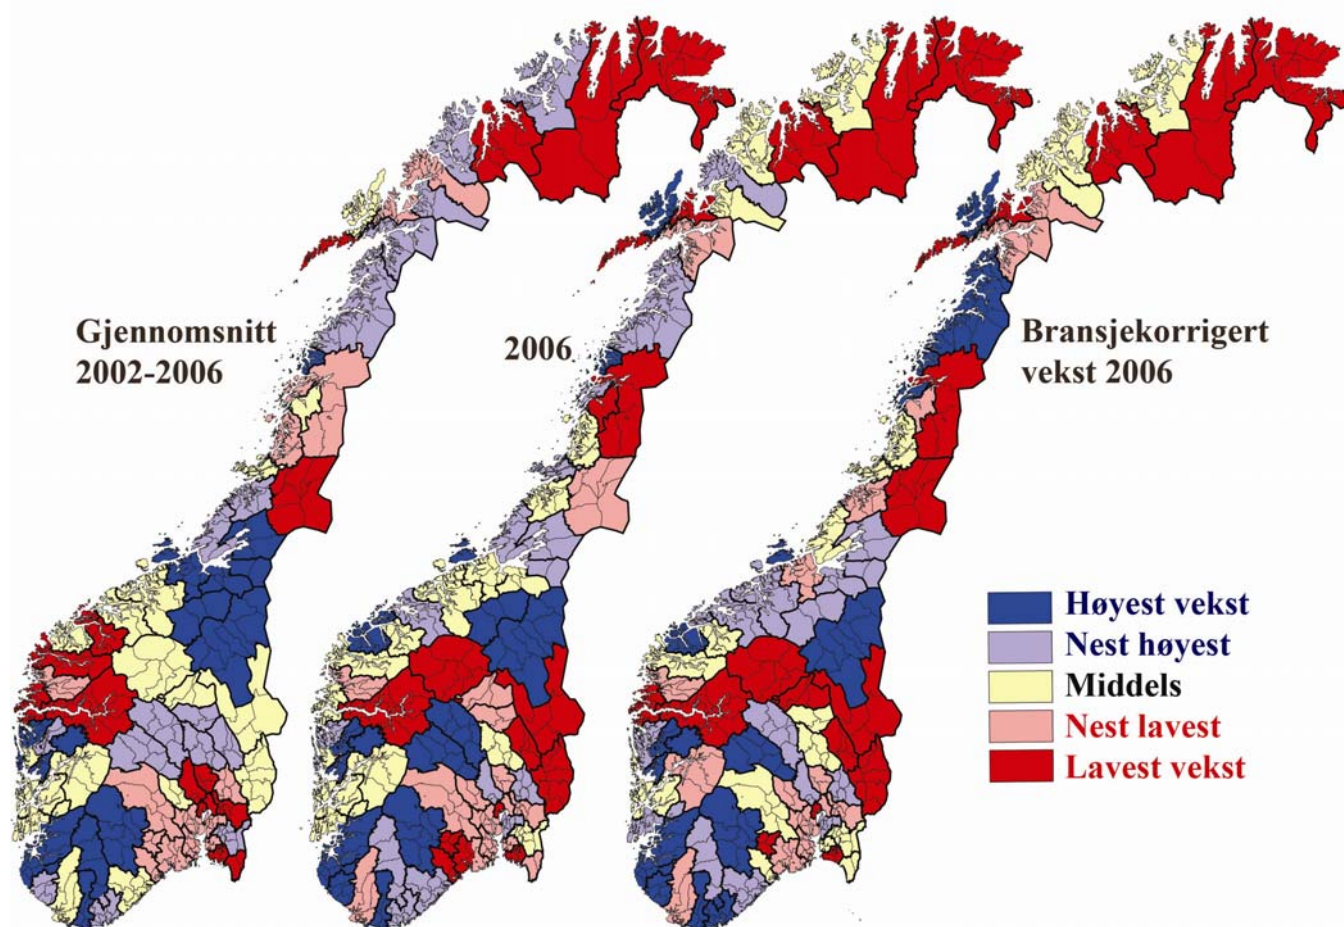 Gjennomsnitt
2002-2006
2006
Bransjekorrigert
vekst 2006
Høyest vekst
Nest høyest
Middels
Nest lavest
Lavest vekst